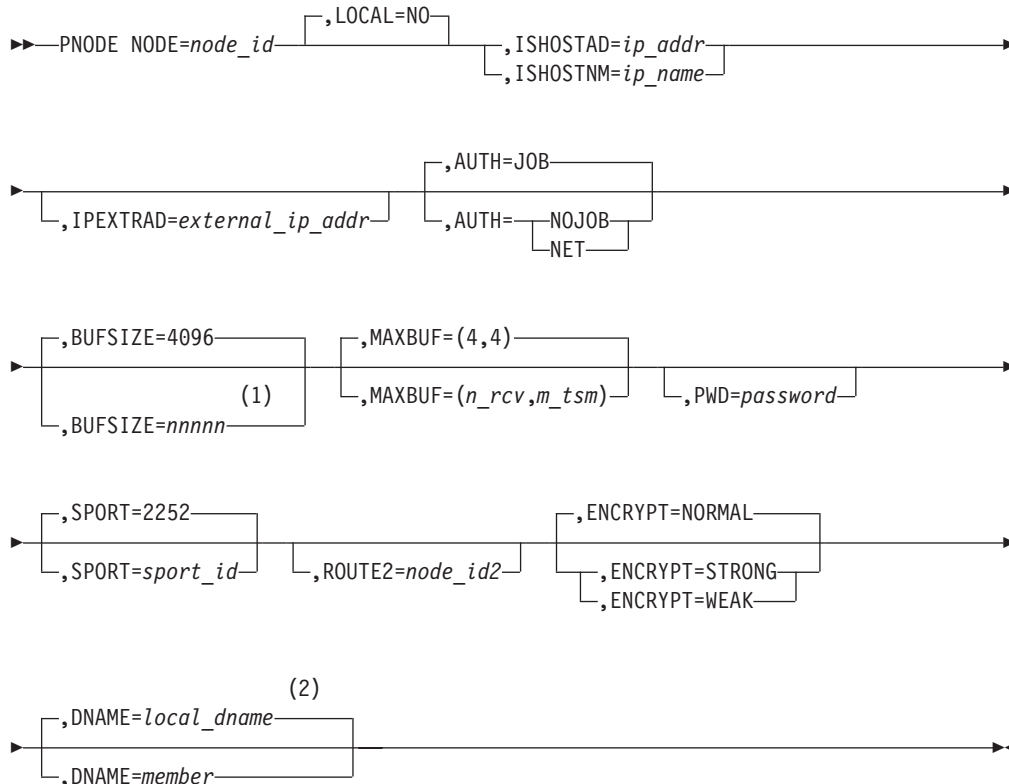 ,LOCAL=NO
PNODE NODE=node_id ,ISHOSTAD=ip_addr
,ISHOSTNM=ip_name
,AUTH=JOB
,IPEXTRAD=external_ip_addr ,AUTH= NOJOB
NET
,BUFSIZE=4096 ,MAXBUF=(4,4)
(1) ,MAXBUF=(n_rcv,m_tsm) ,PWD=password
,BUFSIZE=nnnnn
,SPORT=2252 ,ENCRYPT=NORMAL
,SPORT=sport_id ,ROUTE2=node_id2 ,ENCRYPT=STRONG
,ENCRYPT=WEAK
(2)
,DNAME=local_dname
,DNAME=member